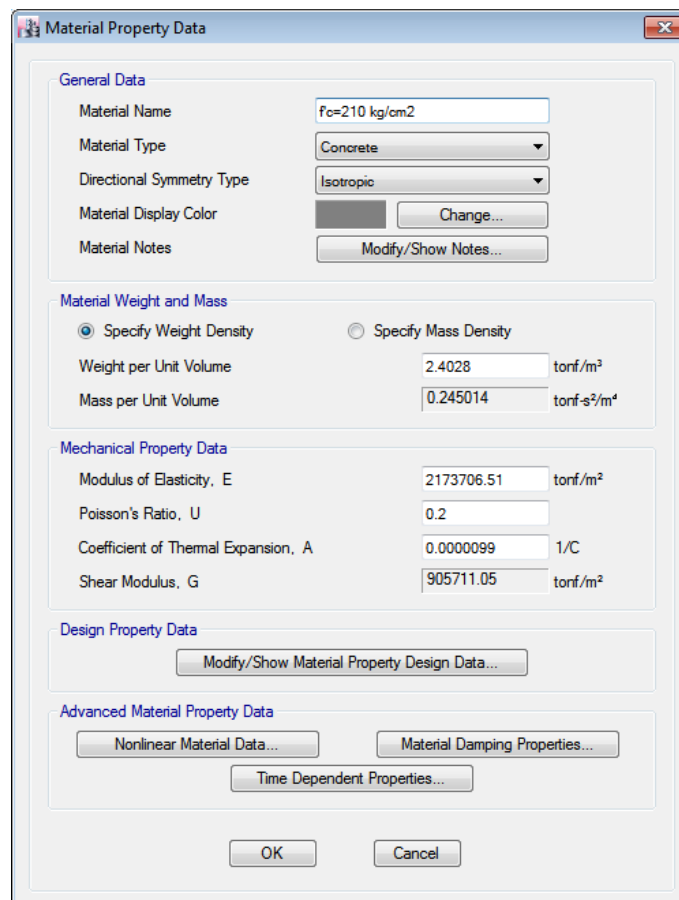 Material Property Data
General Data
Material Name f'c=210 kg/cm2
Material Type Concrete
Directional Symmetry Type Isotropic
Material Display Color Change...
Material Notes Modify/Show Notes...
Material Weight and Mass
Specify Weight Density Specify Mass Density
Weight per Unit Volume 2.4028 tonf/m³
Mass per Unit Volume 0.245014 tonf-s²/m⁴
Mechanical Property Data
Modulus of Elasticity, E 2173706.51 tonf/m²
Poisson's Ratio, U 0.2
Coefficient of Thermal Expansion, A 0.0000099 1/C
Shear Modulus, G 905711.05 tonf/m²
Design Property Data
Modify/Show Material Property Design Data...
Advanced Material Property Data
Nonlinear Material Data... Material Damping Properties...
Time Dependent Properties...
OK Cancel